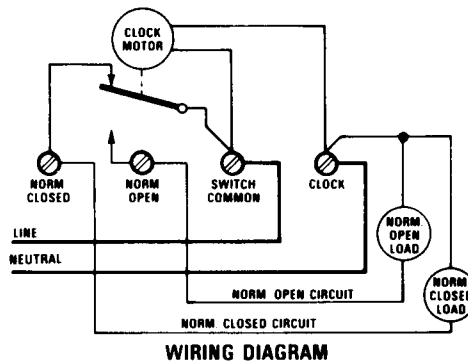 CLOCK
MOTOR
NORM
CLOSED
NORM
OPEN
SWITCH
COMMON
CLOCK
LINE
NEUTRAL
NORM.
OPEN
LOAD
NORM
CLOSED
LOAD
NORM. OPEN CIRCUIT
NORM. CLOSED CIRCUIT
WIRING DIAGRAM